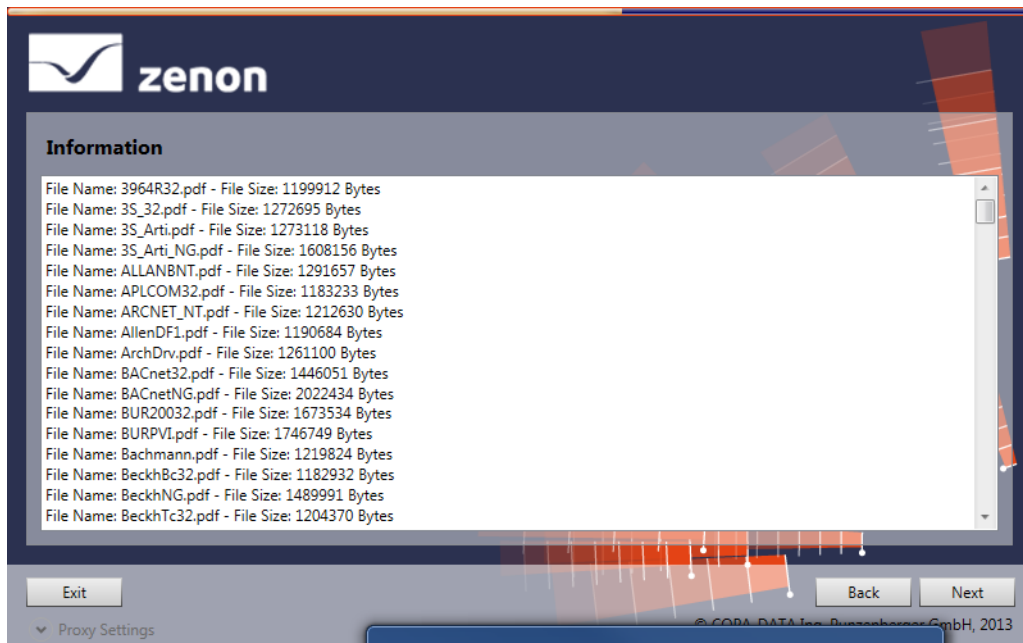 zenon
Information
File Name: 3964R32.pdf - File Size: 1199912 Bytes
File Name: 3S_32.pdf - File Size: 1272695 Bytes
File Name: 3S_Arti.pdf - File Size: 1273118 Bytes
File Name: 3S_Arti_NG.pdf - File Size: 1608156 Bytes
File Name: ALLANBNT.pdf - File Size: 1291657 Bytes
File Name: APLCOM32.pdf - File Size: 1183233 Bytes
File Name: ARCNET_NT.pdf - File Size: 1212630 Bytes
File Name: AllenDF1.pdf - File Size: 1190684 Bytes
File Name: ArchDrv.pdf - File Size: 1261100 Bytes
File Name: BACnet32.pdf - File Size: 1446051 Bytes
File Name: BACnetNG.pdf - File Size: 2022434 Bytes
File Name: BUR20032.pdf - File Size: 1673534 Bytes
File Name: BURPVI.pdf - File Size: 1746749 Bytes
File Name: Bachmann.pdf - File Size: 1219824 Bytes
File Name: BeckhBc32.pdf - File Size: 1182932 Bytes
File Name: BeckhNG.pdf - File Size: 1489991 Bytes
File Name: BeckhTc32.pdf - File Size: 1204370 Bytes
Exit Back Next
Proxy Settings © COPA-DATA Ing. Punzenberger GmbH, 2013